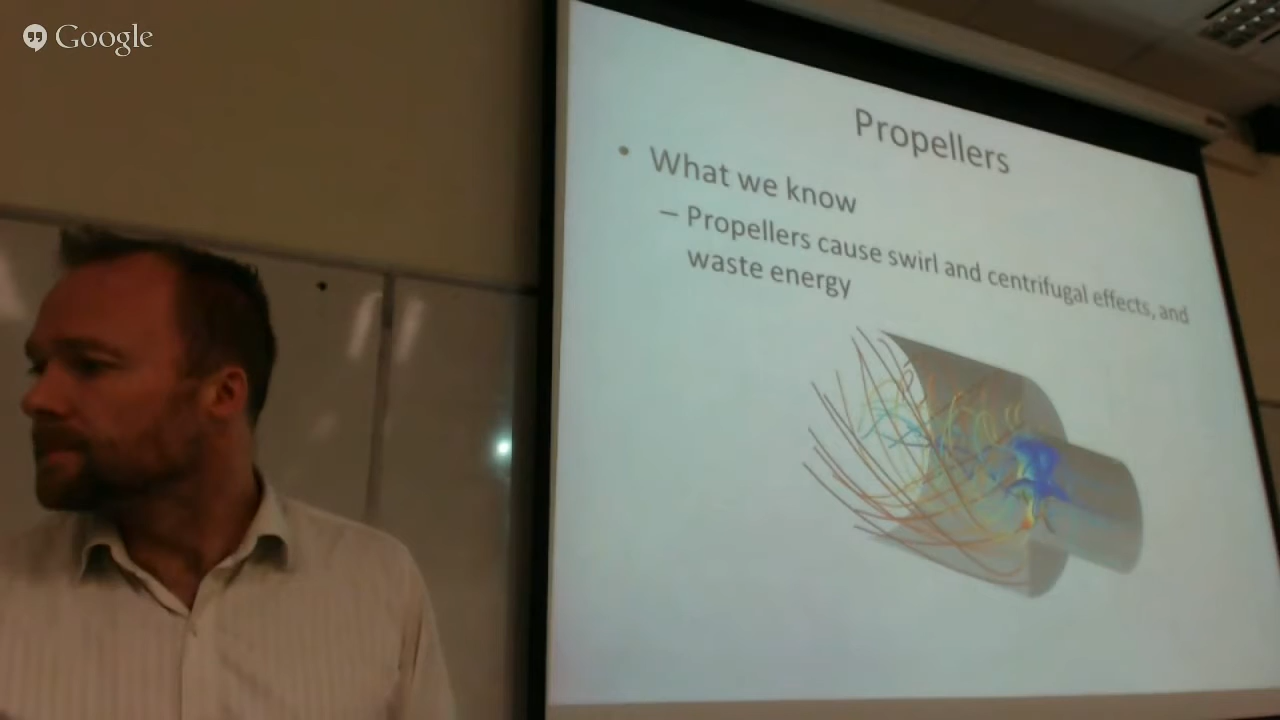 Google
Propellers
• What we know
– Propellers cause swirl and centrifugal effects, and
waste energy